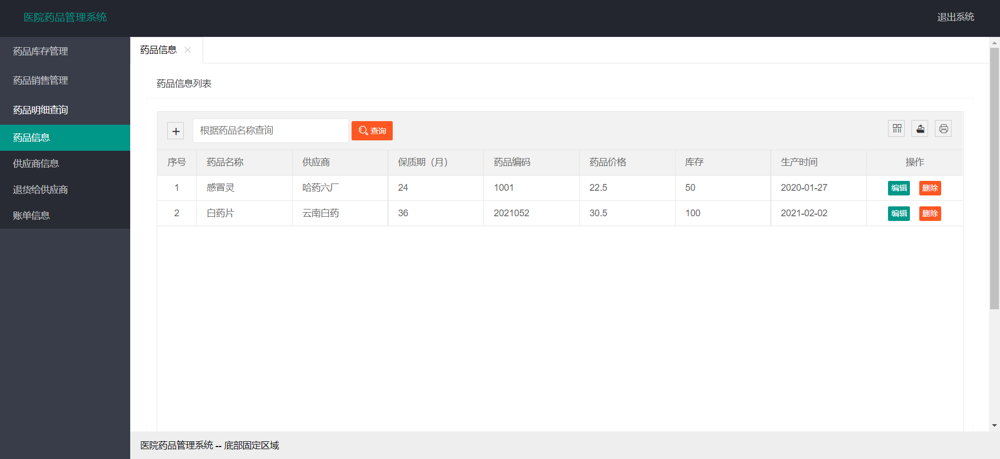 医院药品管理系统
退出系统
药品库存管理
药品销售管理
药品明细查询
药品信息
供应商信息
退货给供应商
账单信息
药品信息
药品信息列表
根据药品名称查询 查询
序号 药品名称 供应商 保质期（月） 药品编码 药品价格 库存 生产时间 操作
1 感冒灵 哈药六厂 24 1001 22.5 50 2020-01-27 编辑 删除
2 白药片 云南白药 36 2021052 30.5 100 2021-02-02 编辑 删除
医院药品管理系统 -- 底部固定区域